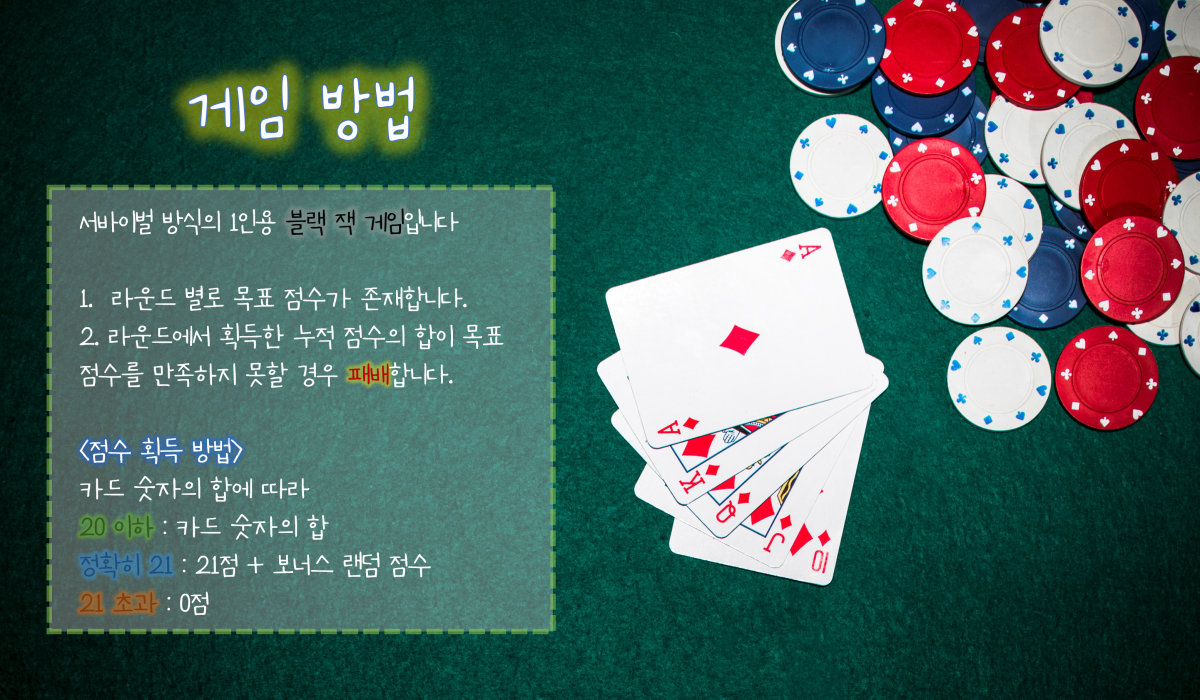 게임 방법
서바이벌 방식의 1인용 블랙 잭 게임입니다
1. 라운드 별로 목표 점수가 존재합니다.
2. 라운드에서 획득한 누적 점수의 합이 목표
점수를 만족하지 못할 경우 패배합니다.
<점수 획득 방법>
카드 숫자의 합에 따라
20 이하 : 카드 숫자의 합
정확히 21 : 21점 + 보너스 랜덤 점수
21 초과 : 0점
A
A
K
Q
J
10